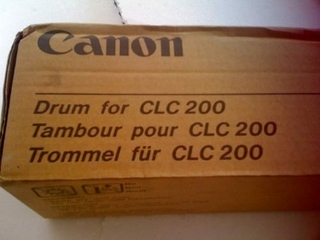 Canon
Drum for CLC 200
Tambour pour CLC 200
Trommel für CLC 200